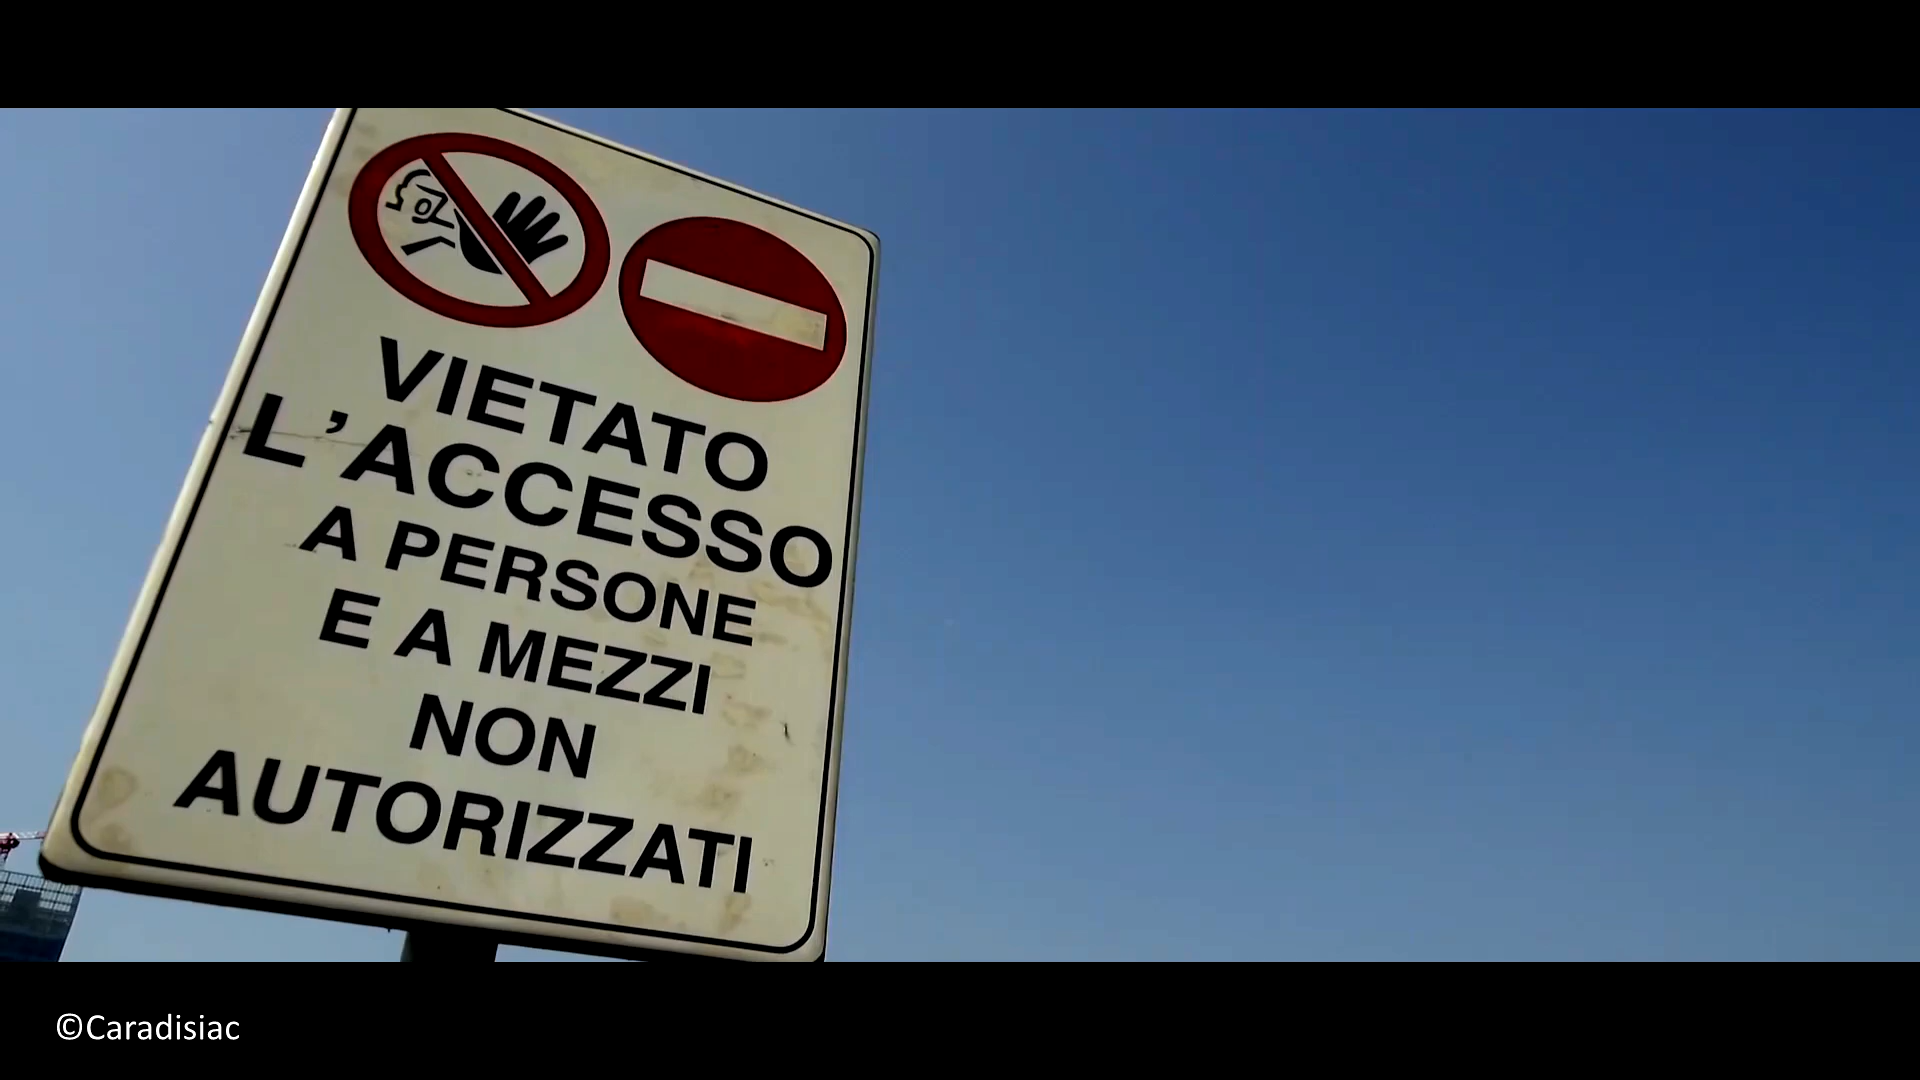 VIETATO
L'ACCESSO
A PERSONE
E A MEZZI
NON
AUTORIZZATI
©Caradisiac